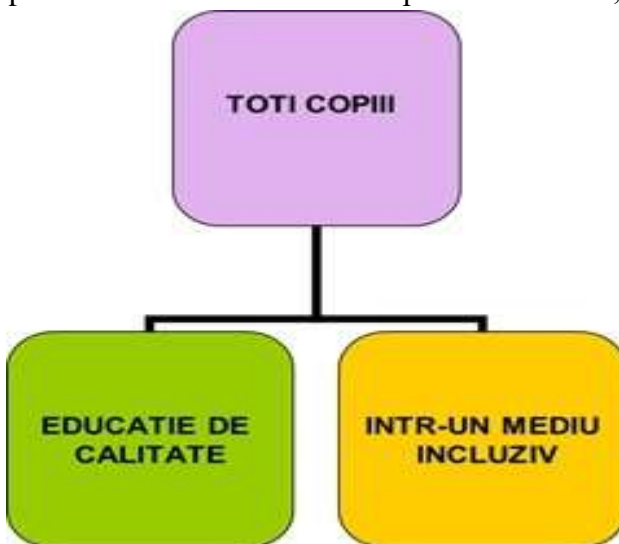 TOTI COPIII
EDUCATIE DE
CALITATE
INTR-UN MEDIU
INCLUZIV